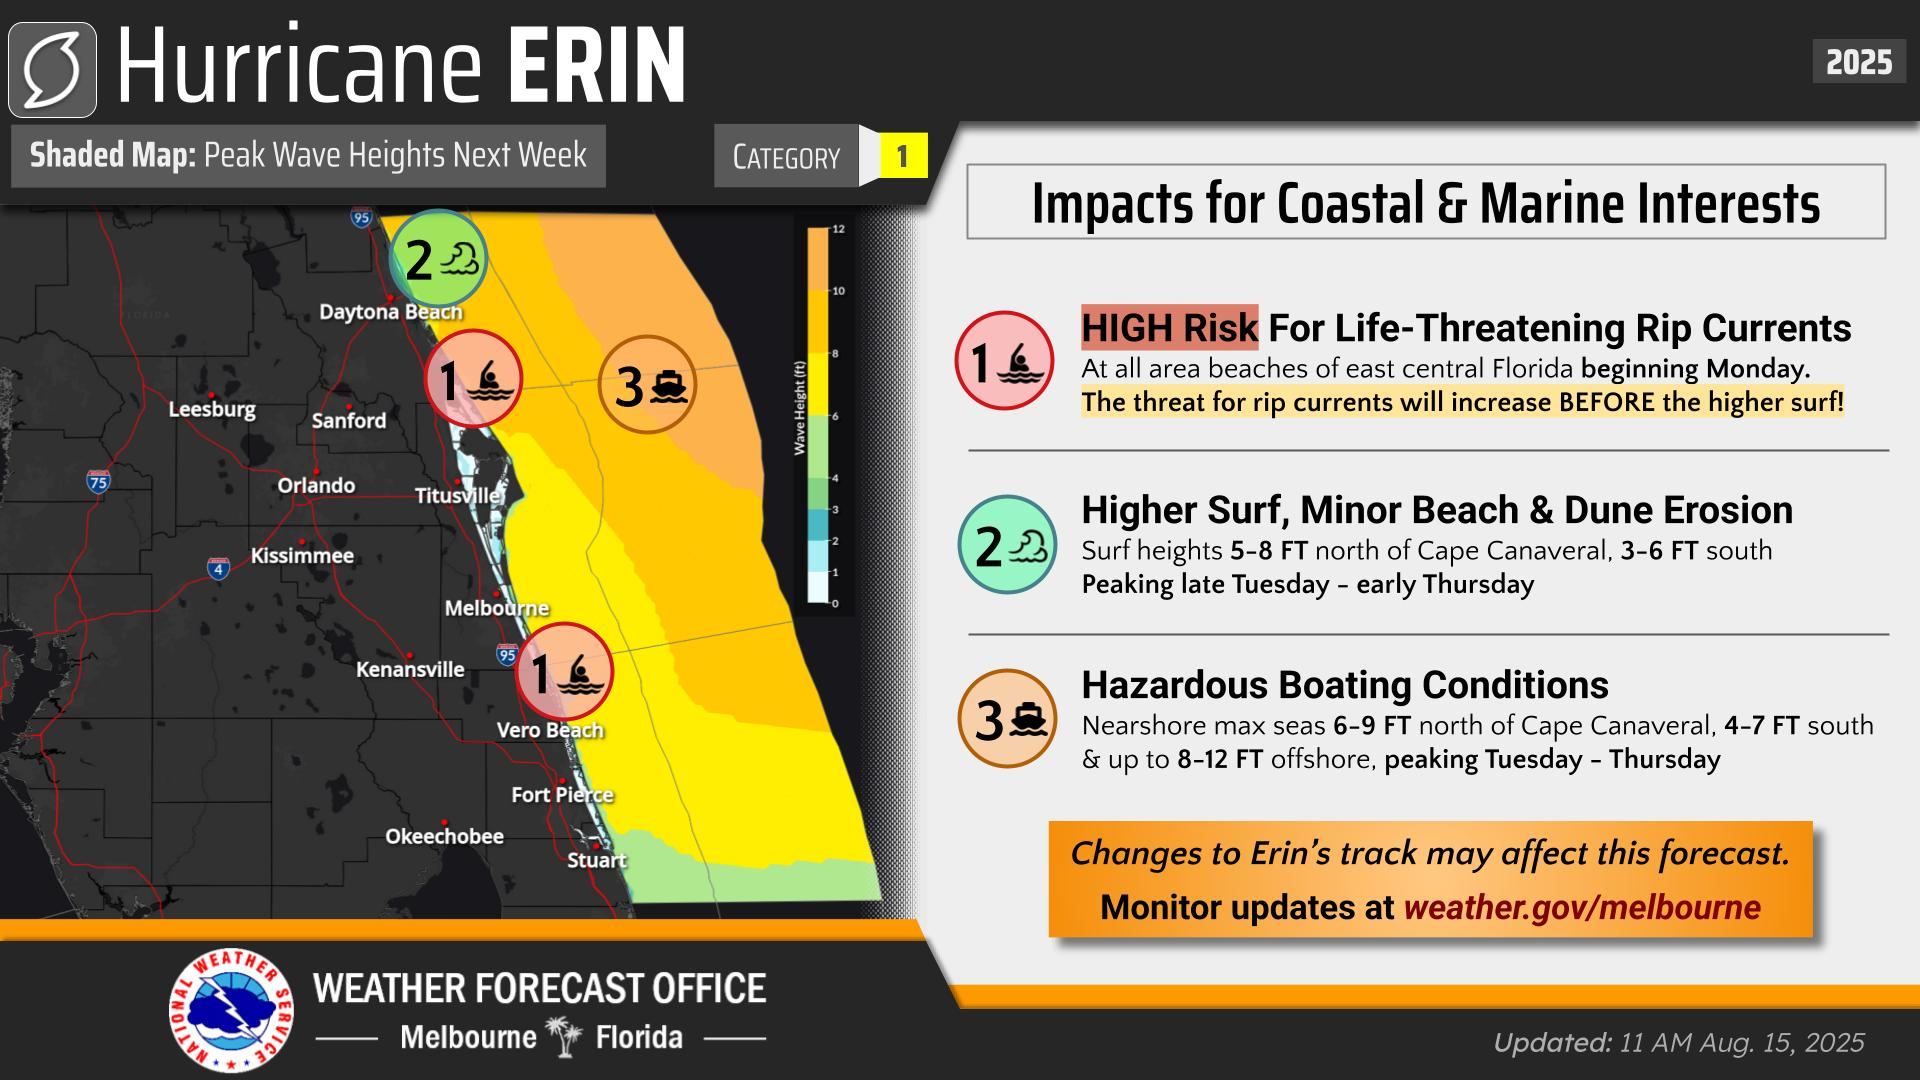 Hurricane ERIN
2025
Shaded Map: Peak Wave Heights Next Week
CATEGORY 1
95
2
Daytona Beach
1
3
Leesburg
Sanford
75
Orlando
Titusville
4
Kissimmee
Melbourne
95
Kenansville
1
Vero Beach
Fort Pierce
Okeechobee
Stuart
FLORIDA
Wave Height (ft)
12
10
8
6
4
3
2
1
0
Impacts for Coastal & Marine Interests
1
HIGH Risk For Life-Threatening Rip Currents
At all area beaches of east central Florida beginning Monday.
The threat for rip currents will increase BEFORE the higher surf!
2
Higher Surf, Minor Beach & Dune Erosion
Surf heights 5-8 FT north of Cape Canaveral, 3-6 FT south
Peaking late Tuesday - early Thursday
3
Hazardous Boating Conditions
Nearshore max seas 6-9 FT north of Cape Canaveral, 4-7 FT south
& up to 8-12 FT offshore, peaking Tuesday - Thursday
Changes to Erin's track may affect this forecast.
Monitor updates at weather.gov/melbourne
NATIONAL WEATHER SERVICE
WEATHER FORECAST OFFICE
Melbourne Florida
Updated: 11 AM Aug. 15, 2025